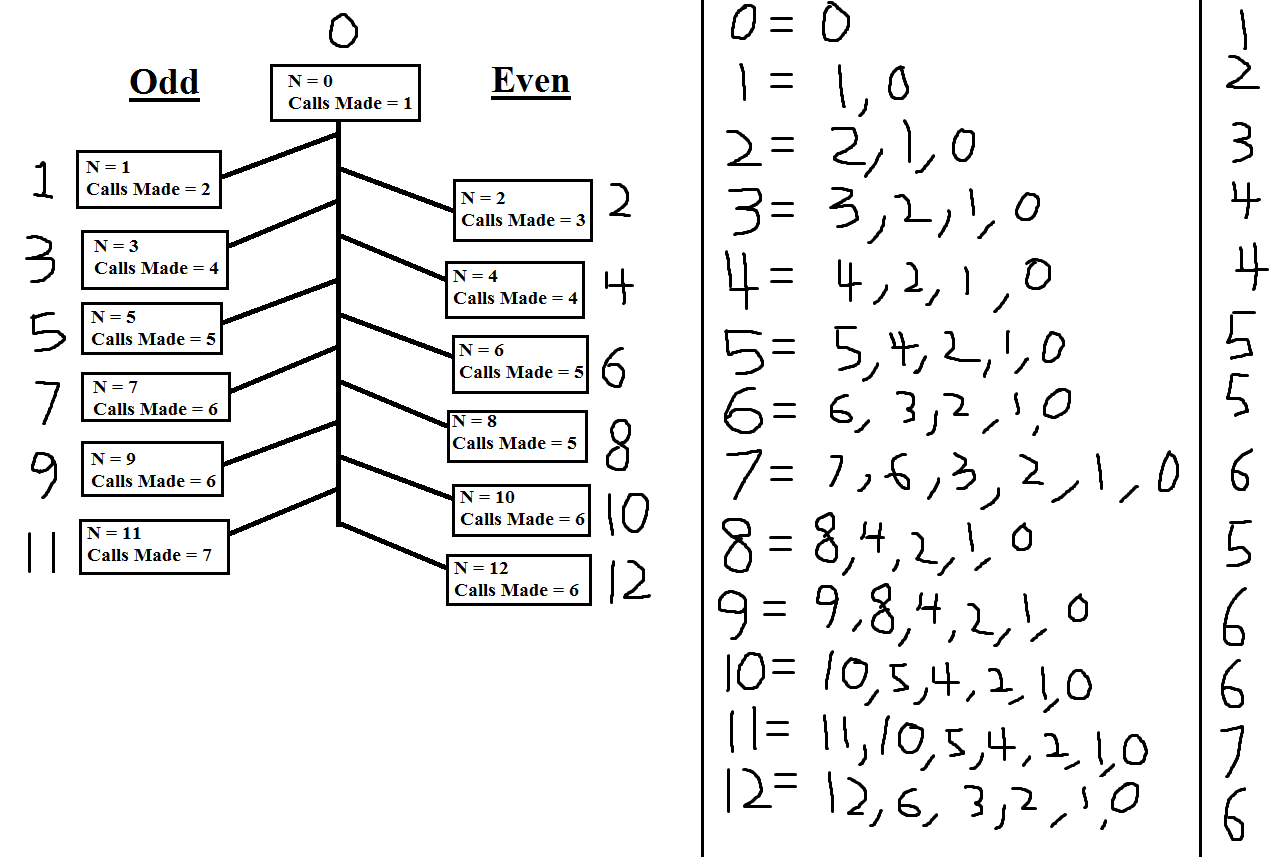 0
Odd
Even
N = 0
Calls Made = 1
1
N = 1
Calls Made = 2
N = 2
Calls Made = 3
2
3
N = 3
Calls Made = 4
N = 4
Calls Made = 4
4
5
N = 5
Calls Made = 5
N = 6
Calls Made = 5
6
7
N = 7
Calls Made = 6
N = 8
Calls Made = 5
8
9
N = 9
Calls Made = 6
N = 10
Calls Made = 6
10
11
N = 11
Calls Made = 7
N = 12
Calls Made = 6
12
0 = 0
1 = 1, 0
2 = 2, 1, 0
3 = 3, 2, 1, 0
4 = 4, 2, 1, 0
5 = 5, 4, 2, 1, 0
6 = 6, 3, 2, 1, 0
7 = 7, 6, 3, 2, 1, 0
8 = 8, 4, 2, 1, 0
9 = 9, 8, 4, 2, 1, 0
10 = 10, 5, 4, 2, 1, 0
11 = 11, 10, 5, 4, 2, 1, 0
12 = 12, 6, 3, 2, 1, 0
1
2
3
4
4
5
5
6
5
6
6
7
6